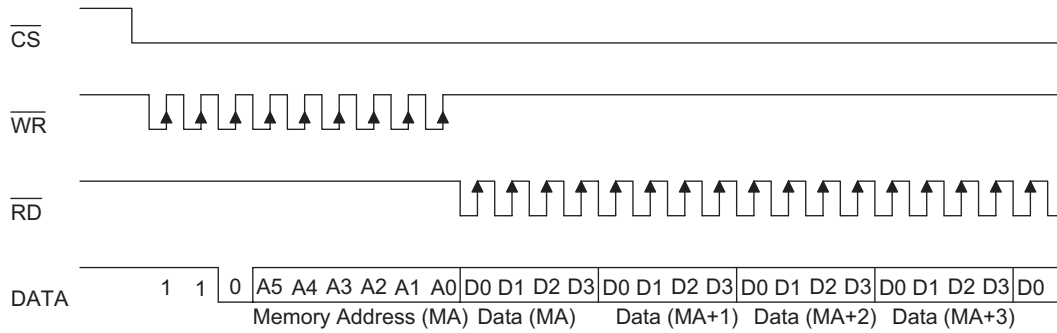 CS
WR
RD
DATA 1 1 0 A5 A4 A3 A2 A1 A0 D0 D1 D2 D3 D0 D1 D2 D3 D0 D1 D2 D3 D0 D1 D2 D3 D0
Memory Address (MA) Data (MA) Data (MA+1) Data (MA+2) Data (MA+3)